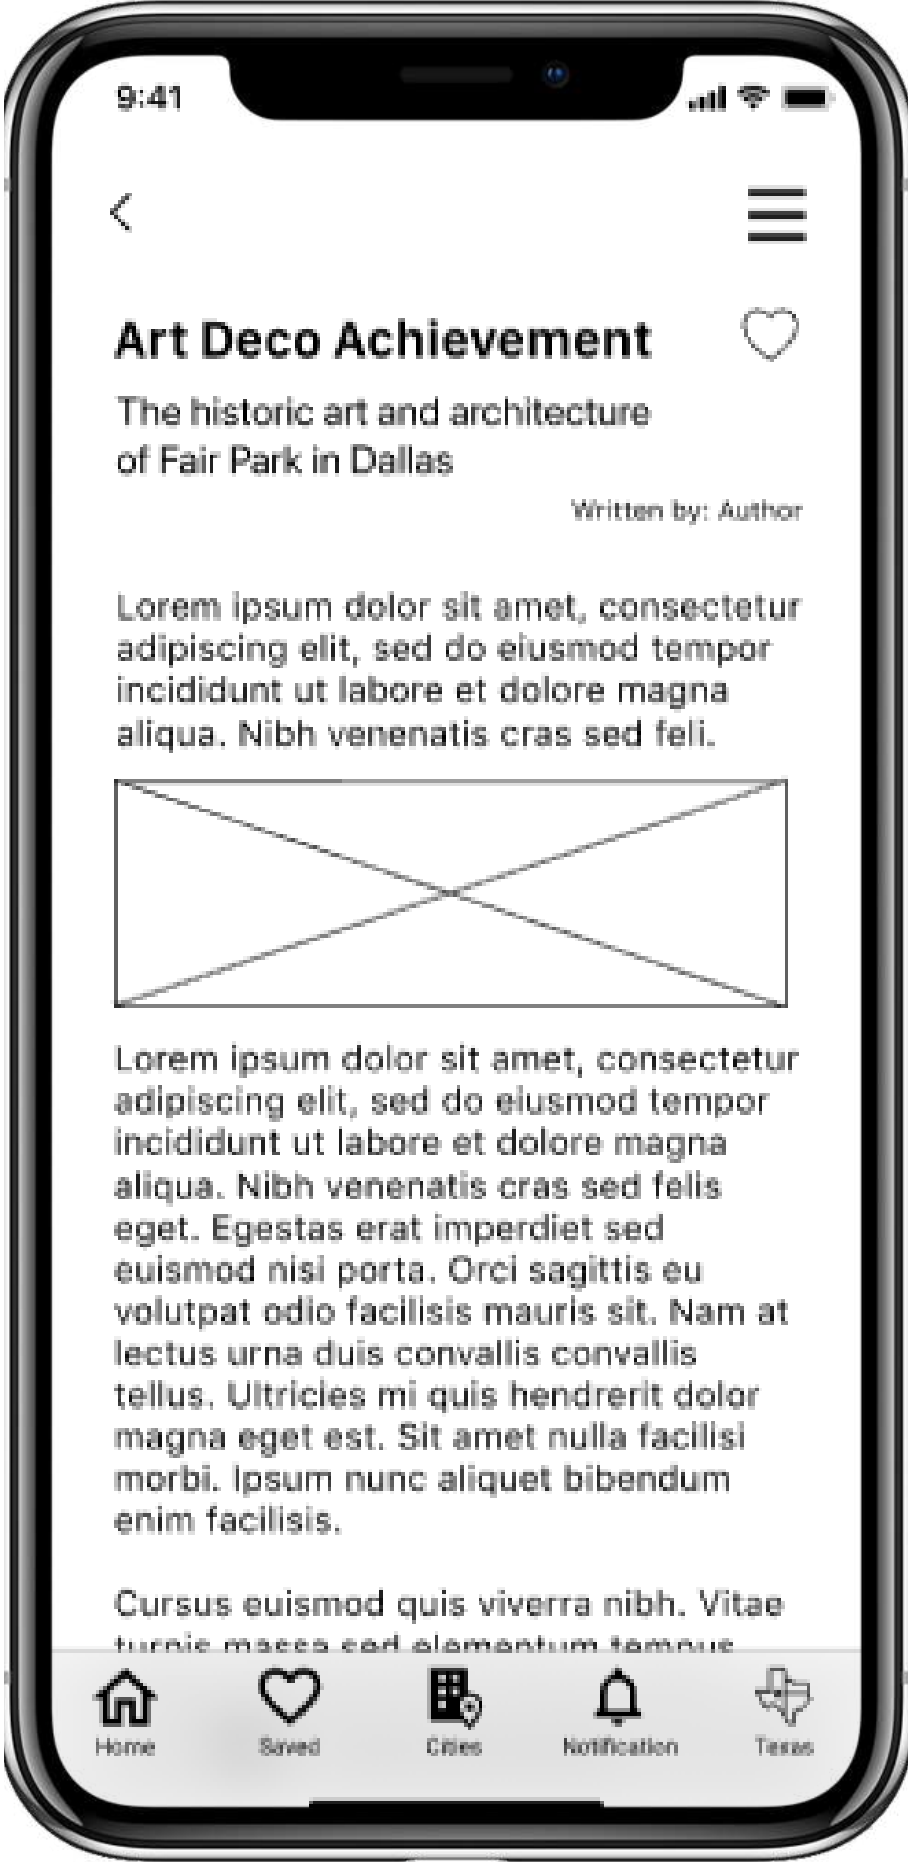 9:41
Art Deco Achievement
The historic art and architecture
of Fair Park in Dallas
Written by: Author
Lorem ipsum dolor sit amet, consectetur
adipiscing elit, sed do eiusmod tempor
incididunt ut labore et dolore magna
aliqua. Nibh venenatis cras sed feli.
Lorem ipsum dolor sit amet, consectetur
adipiscing elit, sed do eiusmod tempor
incididunt ut labore et dolore magna
aliqua. Nibh venenatis cras sed felis
eget. Egestas erat imperdiet sed
euismod nisi porta. Orci sagittis eu
volutpat odio facilisis mauris sit. Nam at
lectus urna duis convallis convallis
tellus. Ultricies mi quis hendrerit dolor
magna eget est. Sit amet nulla facilisi
morbi. Ipsum nunc aliquet bibendum
enim facilisis.
Cursus euismod quis viverra nibh. Vitae
turpis massa sed elementum tempus
Home
Saved
Cities
Notification
Texas